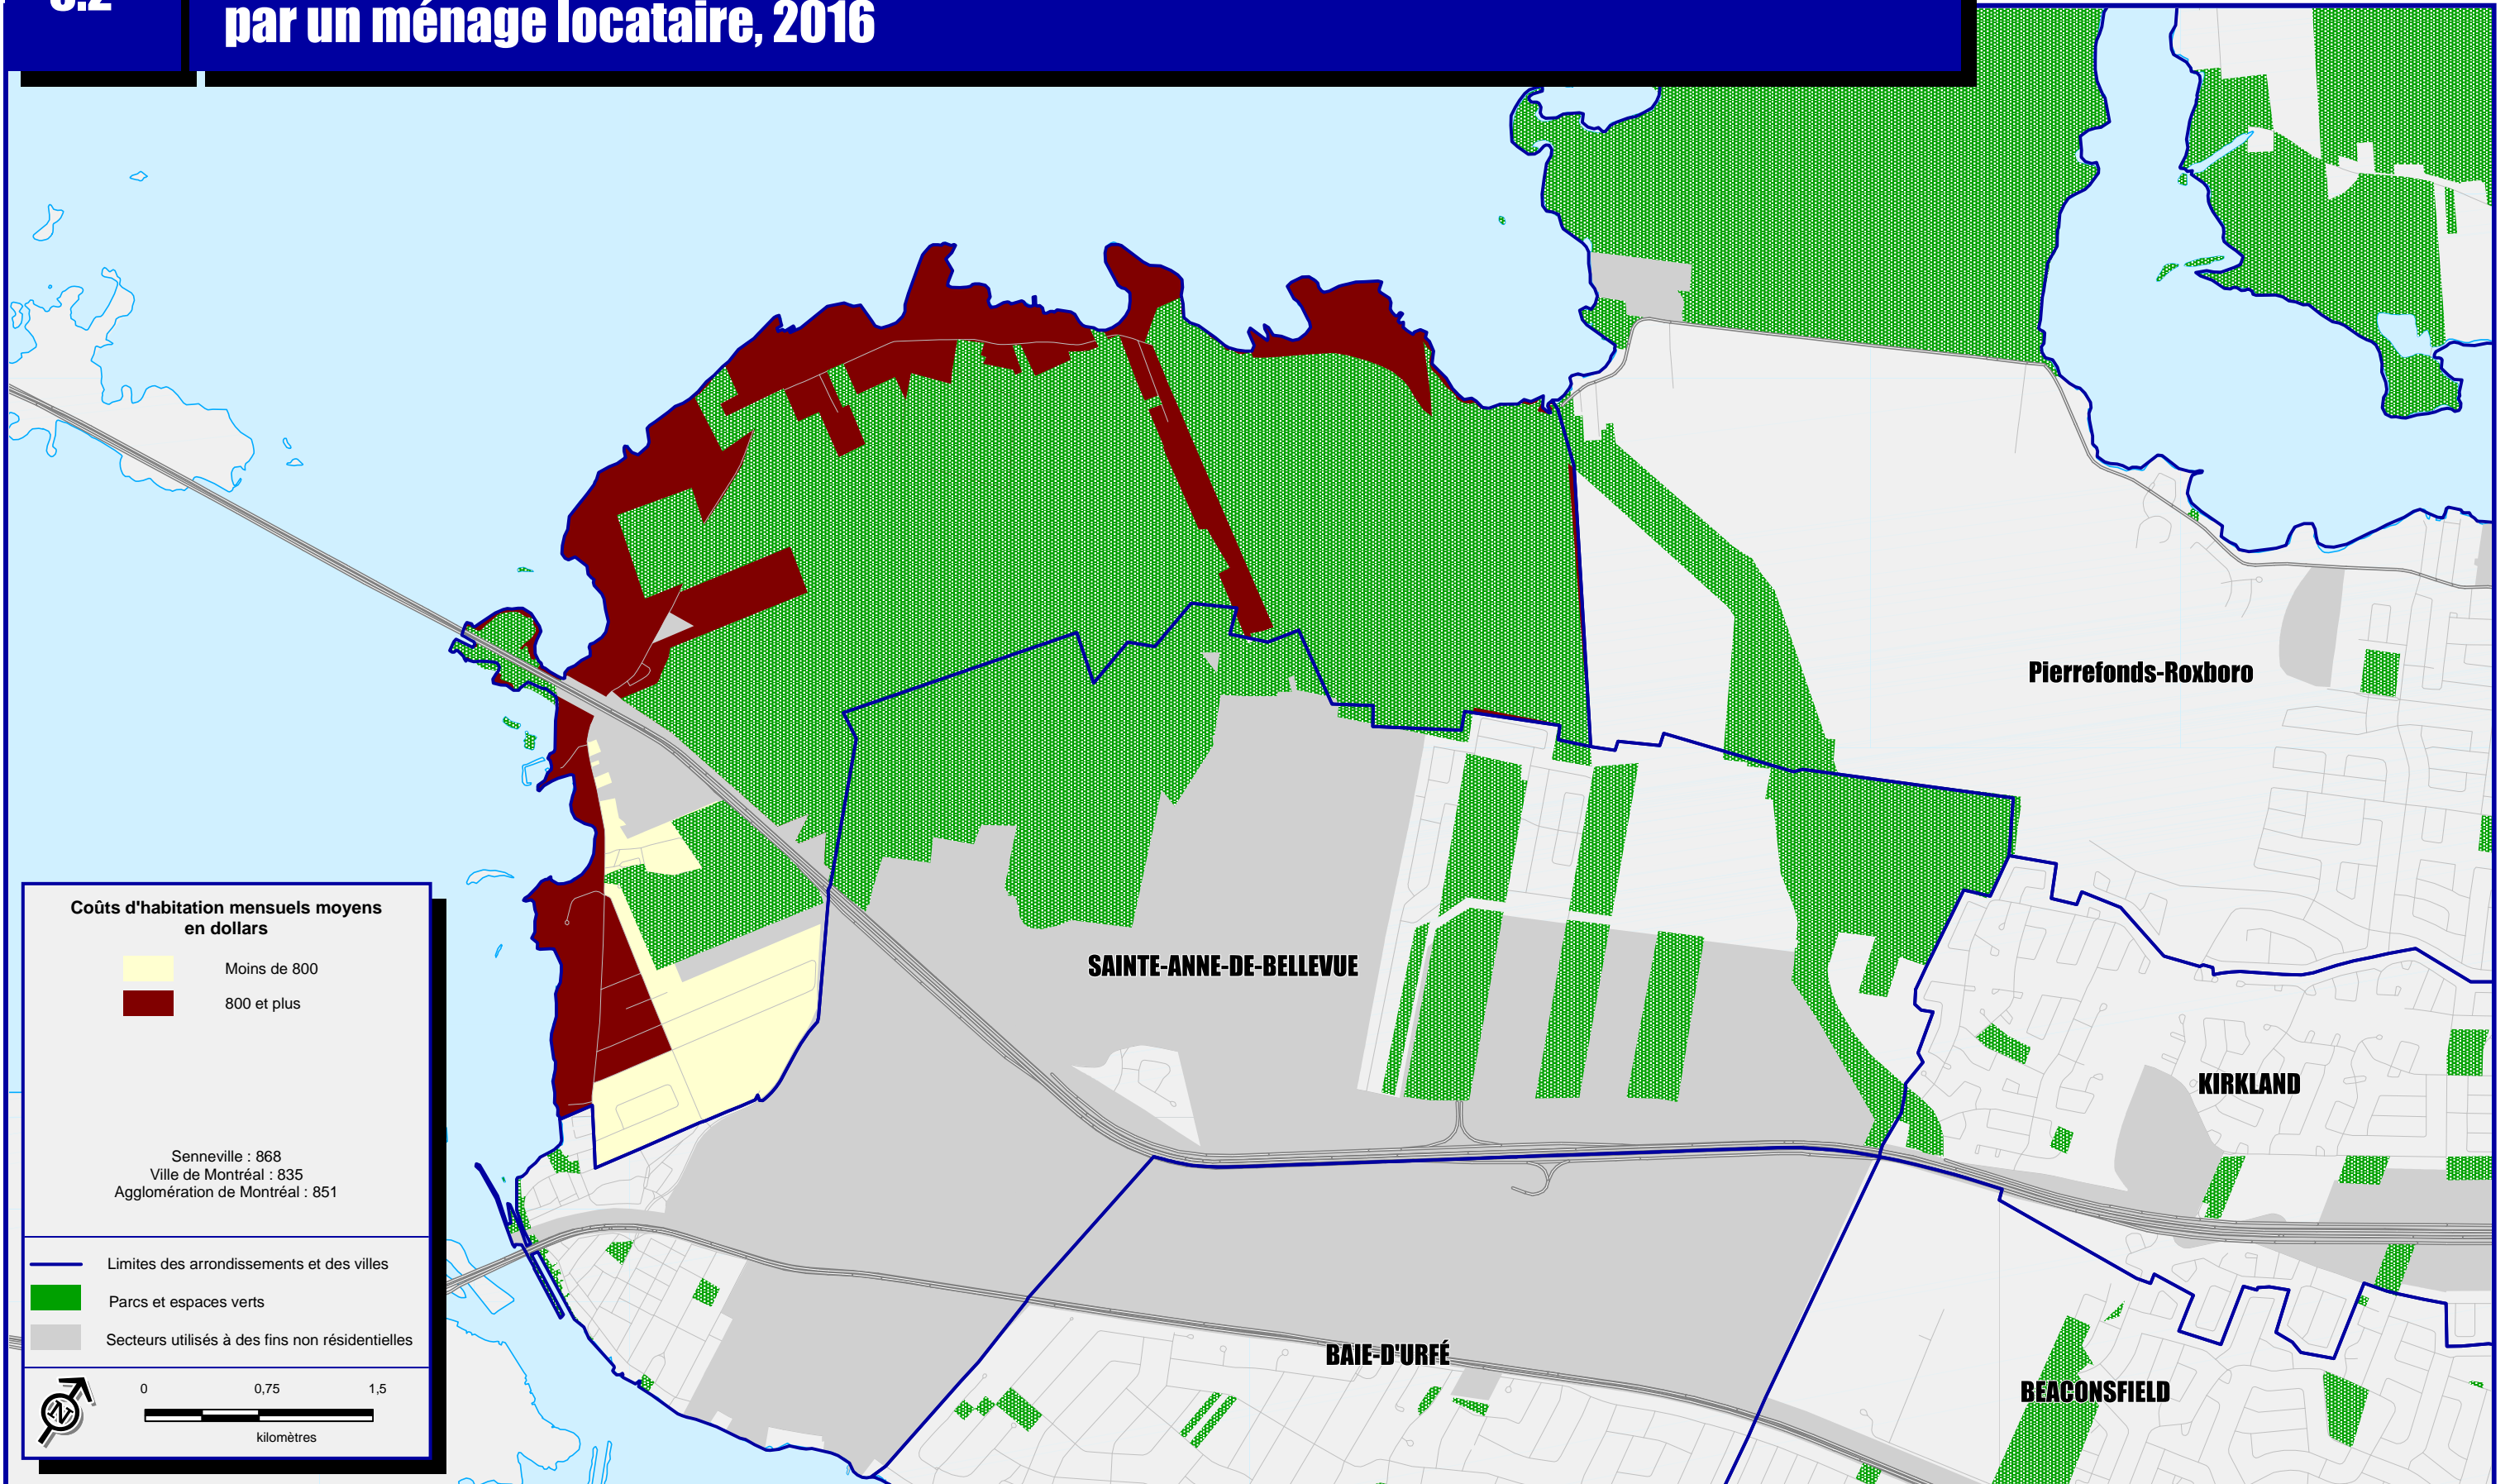 par un ménage locataire, 2016
Pierrefonds-Roxboro
SAINTE-ANNE-DE-BELLEVUE
KIRKLAND
BAIE-D'URFÉ
BEACONSFIELD
Coûts d'habitation mensuels moyens
en dollars
Moins de 800
800 et plus
Senneville : 868
Ville de Montréal : 835
Agglomération de Montréal : 851
Limites des arrondissements et des villes
Parcs et espaces verts
Secteurs utilisés à des fins non résidentielles
N
0 0,75 1,5
kilomètres